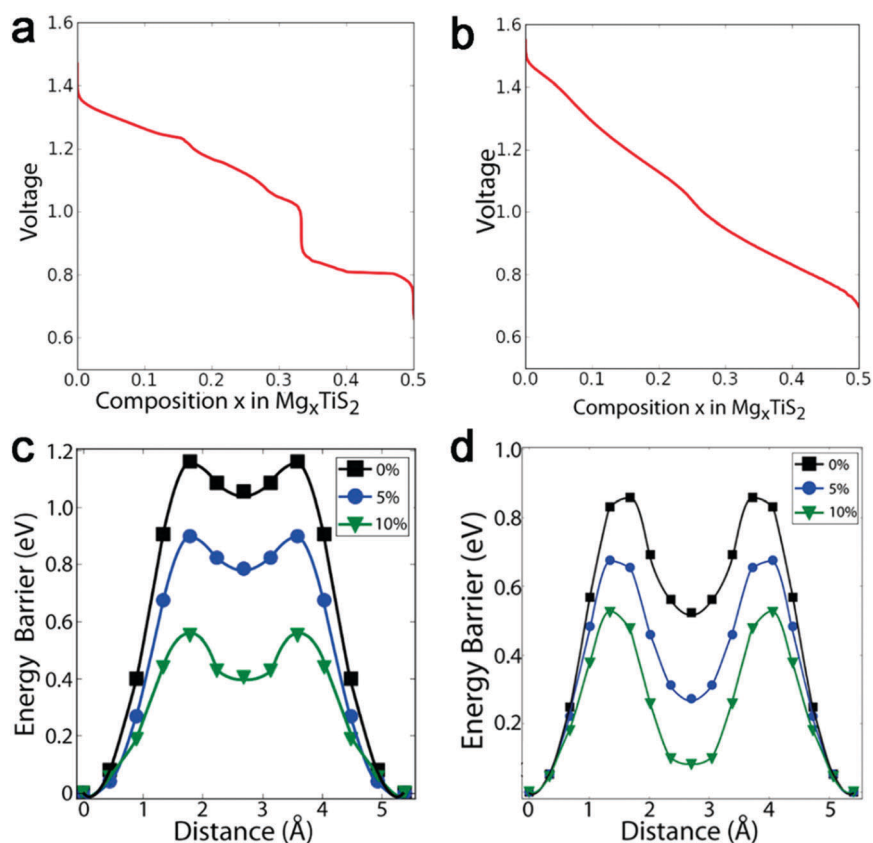 a
1.6
1.4
1.2
1.0
0.8
0.6
Voltage
0.0 0.1 0.2 0.3 0.4 0.5
Composition x in MgₓTiS₂
b
1.6
1.4
1.2
1.0
0.8
0.6
Voltage
0.0 0.1 0.2 0.3 0.4 0.5
Composition x in MgₓTiS₂
c
1.2
1.0
0.8
0.6
0.4
0.2
0
Energy Barrier (eV)
0%
5%
10%
0 1 2 3 4 5
Distance (Å)
d
1.0
0.8
0.6
0.4
0.2
Energy Barrier (eV)
0%
5%
10%
0 1 2 3 4 5
Distance (Å)